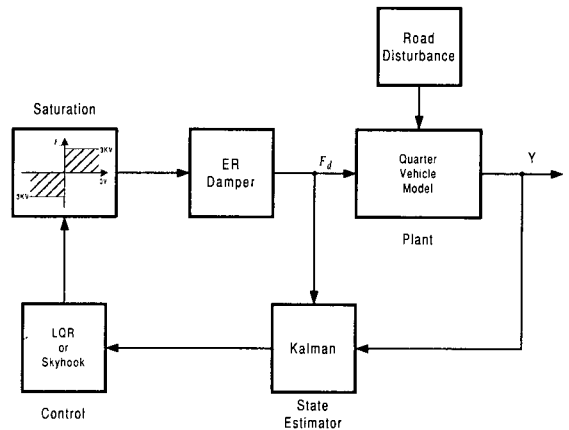 Road
Disturbance
Saturation
3KV
3KV
ER
Damper
F_d
Quarter
Vehicle
Model
Y
Plant
LQR
or
Skyhook
Kalman
Control
State
Estimator